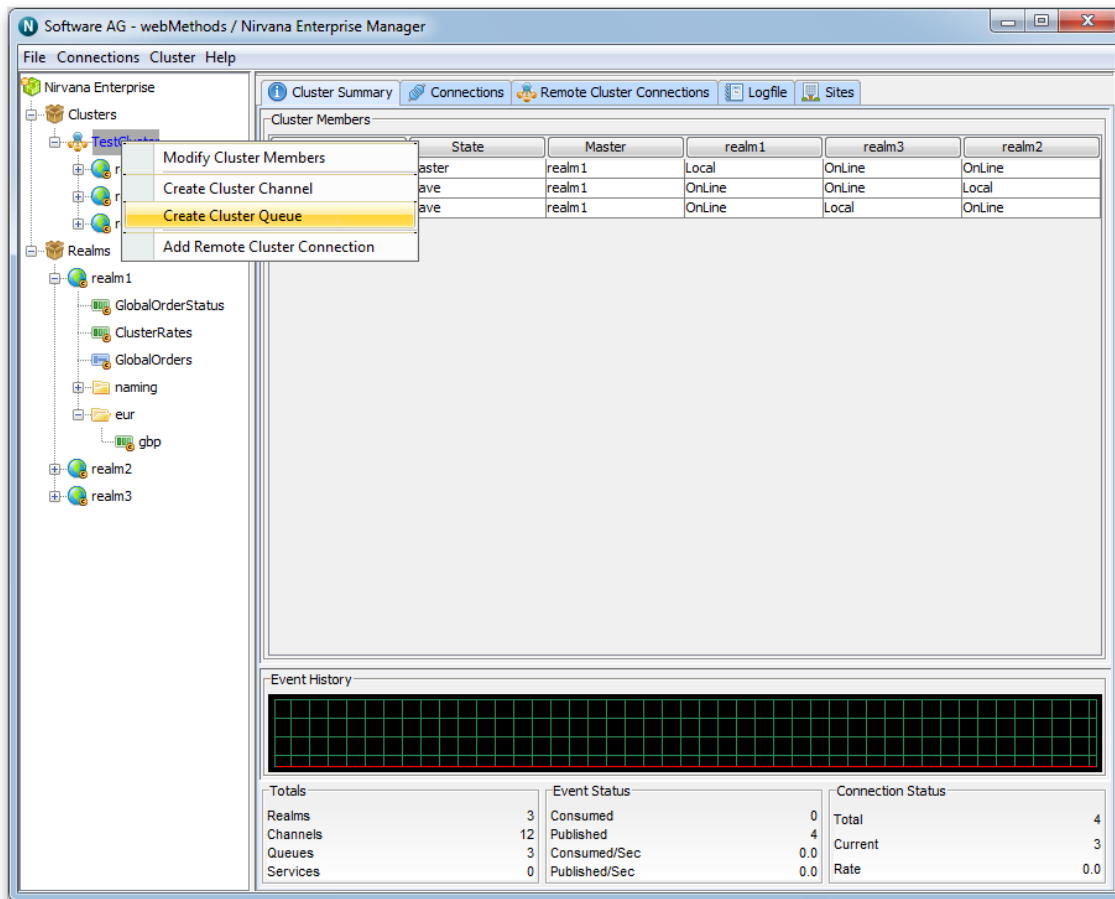 Software AG - webMethods / Nirvana Enterprise Manager
File Connections Cluster Help
Nirvana Enterprise
Clusters
TestCluster
Realms
realm1
GlobalOrderStatus
ClusterRates
GlobalOrders
naming
eur
gbp
realm2
realm3
Modify Cluster Members
Create Cluster Channel
Create Cluster Queue
Add Remote Cluster Connection
Cluster Summary Connections Remote Cluster Connections Logfile Sites
Cluster Members
State Master realm1 realm3 realm2
aster realm1 Local OnLine OnLine
ave realm1 OnLine OnLine Local
ave realm1 OnLine Local OnLine
Event History
Totals
Realms 3
Channels 12
Queues 3
Services 0
Event Status
Consumed 0
Published 4
Consumed/Sec 0.0
Published/Sec 0.0
Connection Status
Total 4
Current 3
Rate 0.0